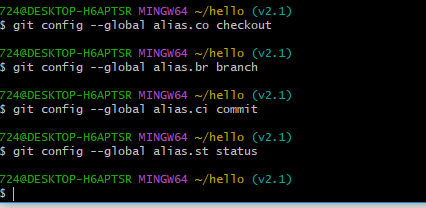 724@DESKTOP-H6APTSR MINGW64 ~/hello (v2.1)
$ git config --global alias.co checkout
724@DESKTOP-H6APTSR MINGW64 ~/hello (v2.1)
$ git config --global alias.br branch
724@DESKTOP-H6APTSR MINGW64 ~/hello (v2.1)
$ git config --global alias.ci commit
724@DESKTOP-H6APTSR MINGW64 ~/hello (v2.1)
$ git config --global alias.st status
724@DESKTOP-H6APTSR MINGW64 ~/hello (v2.1)
$